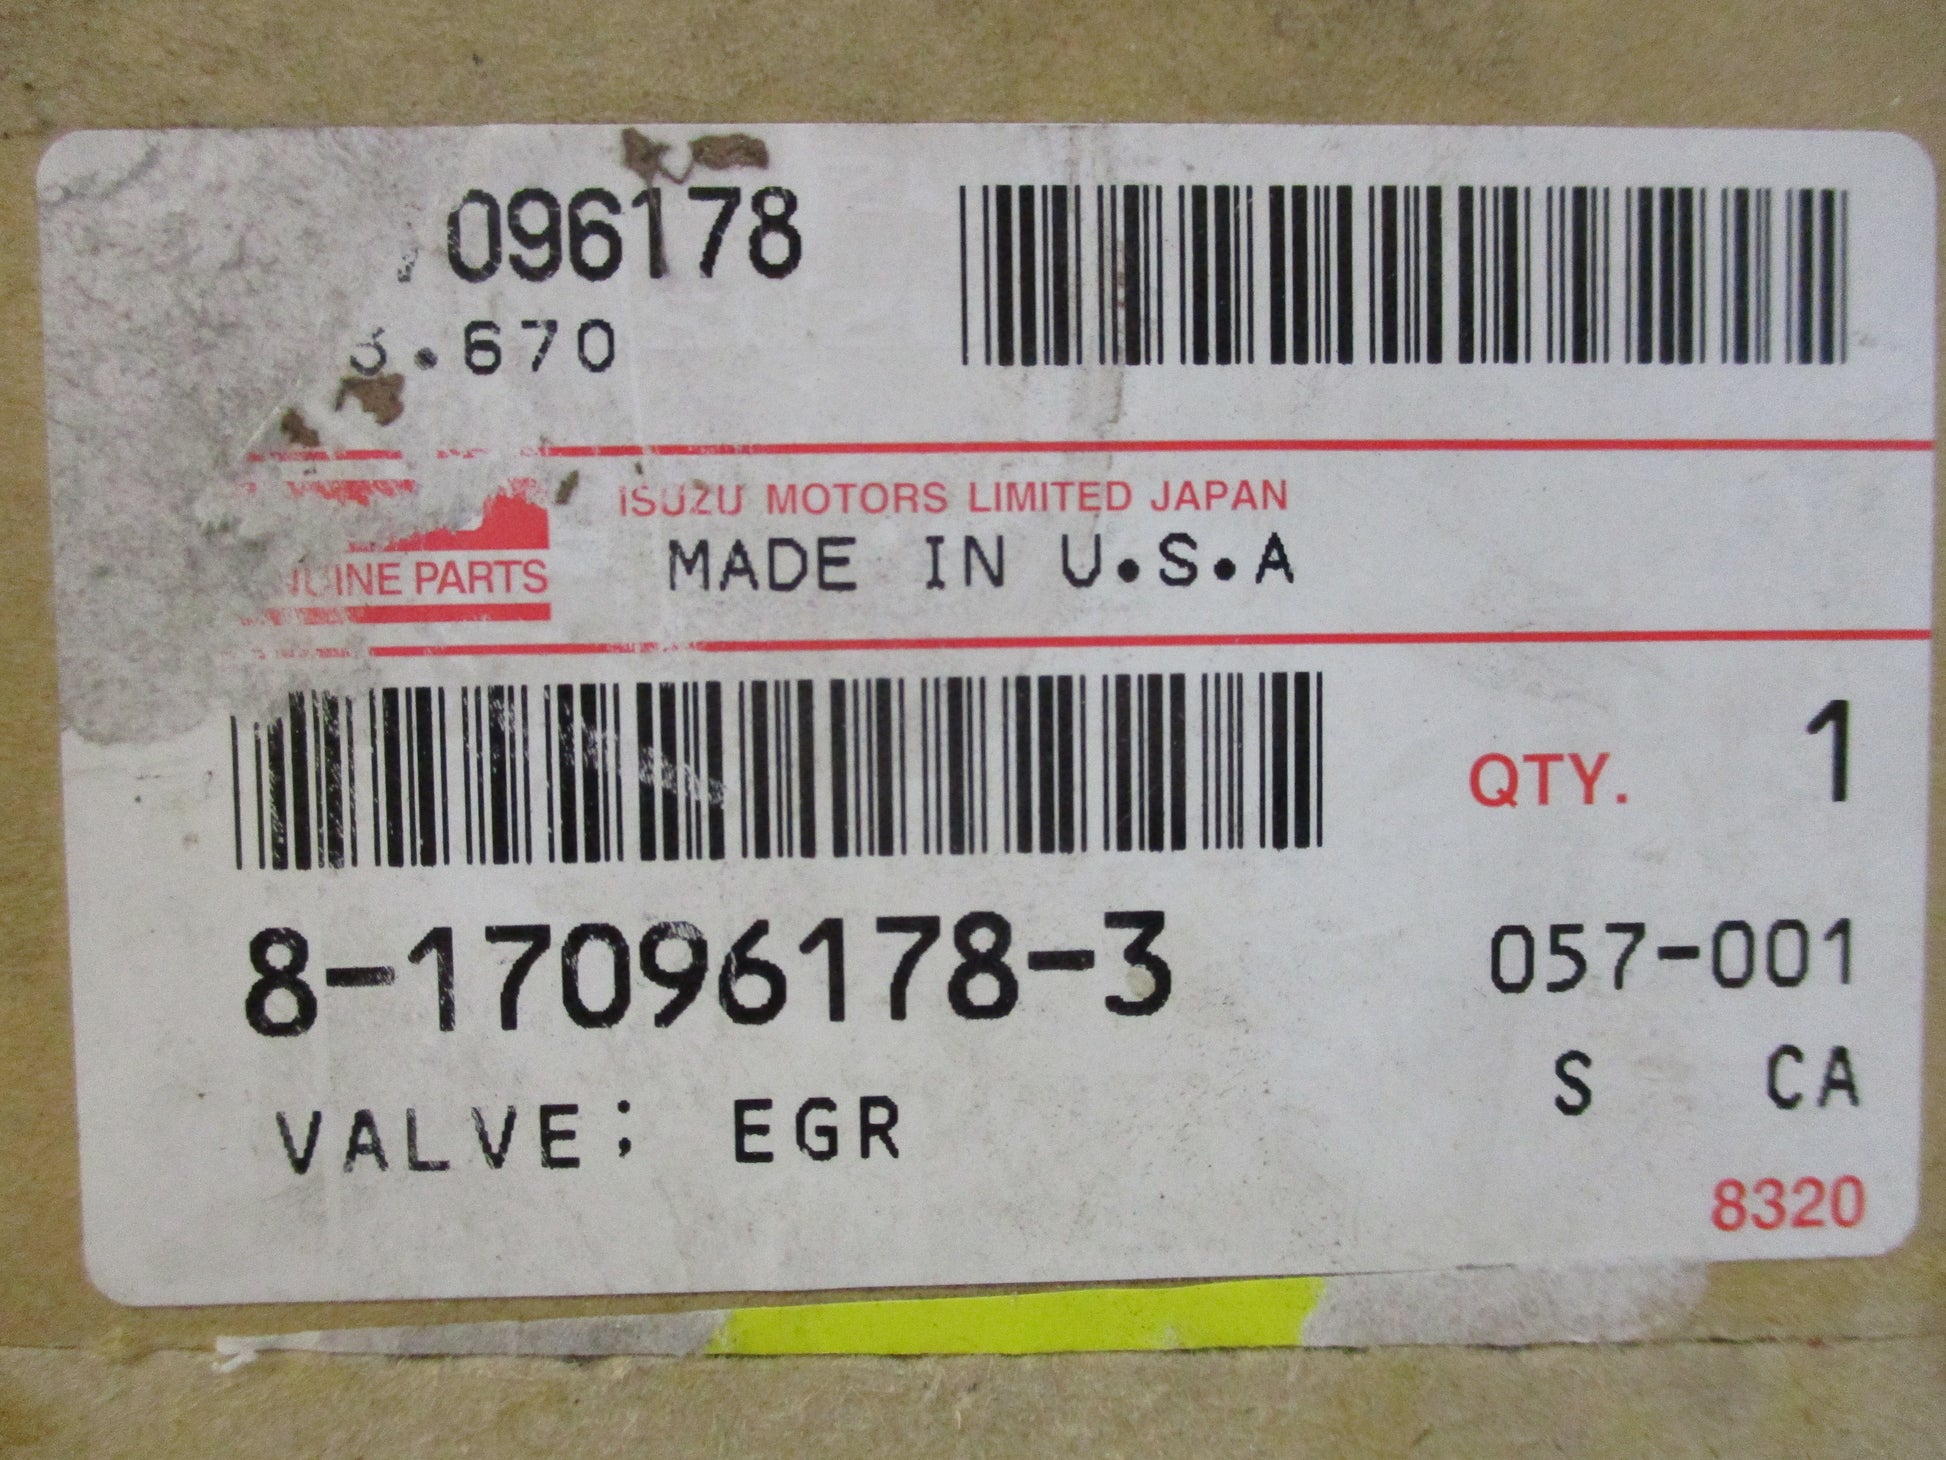 096178
3.670
ISUZU MOTORS LIMITED JAPAN
MADE IN U.S.A
PARTS
QTY. 1
8-17096178-3
057-001
S CA
VALVE; EGR
8320